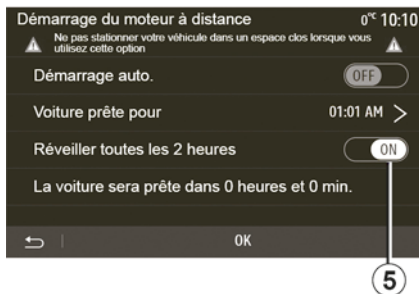 Démarrage du moteur à distance 0°C 10:10
Ne pas stationner votre véhicule dans un espace clos lorsque vous
utilisez cette option
Démarrage auto. OFF
Voiture prête pour 01:01 AM >
Réveiller toutes les 2 heures ON
La voiture sera prête dans 0 heures et 0 min.
OK
5